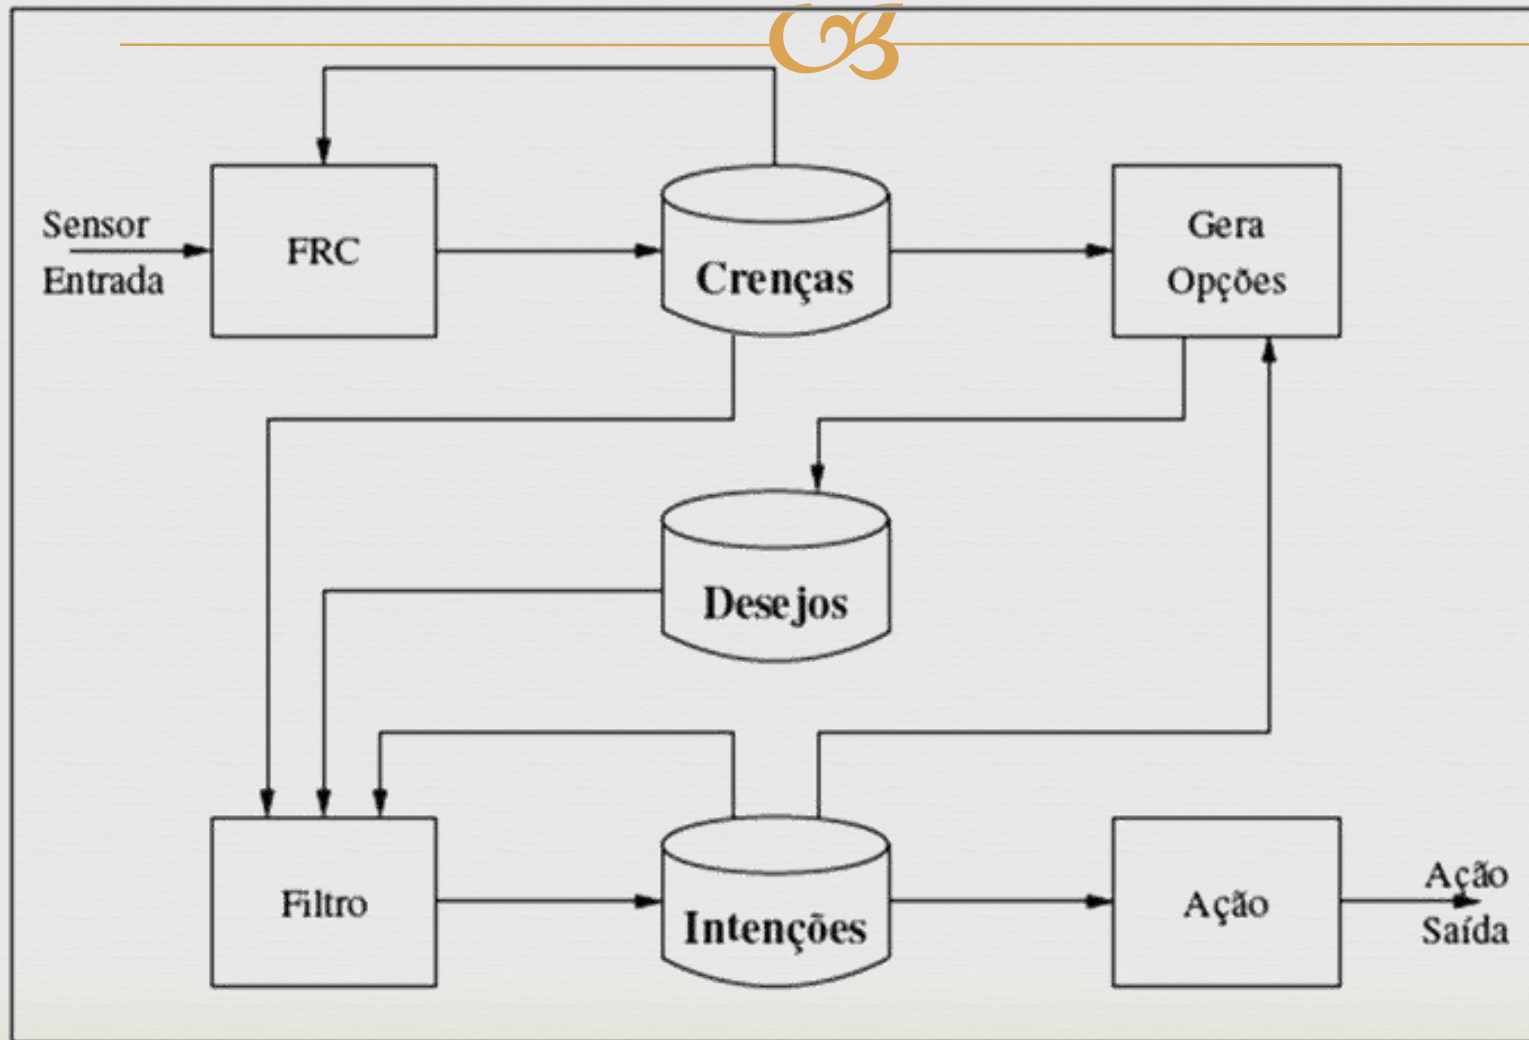 Sensor
Entrada
FRC
Crenças
Gera
Opções
Desejos
Filtro
Intenções
Ação
Ação
Saída